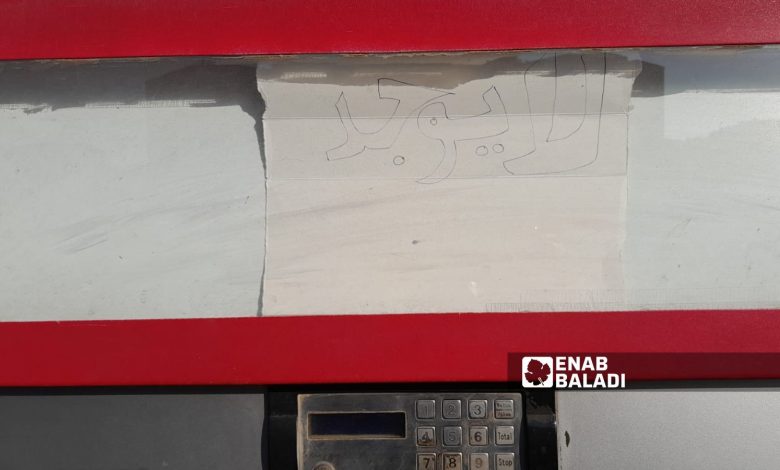 لا يوجد
ENAB
BALADI
1 2 3
4 5 6 Total
7 8 9 Stop